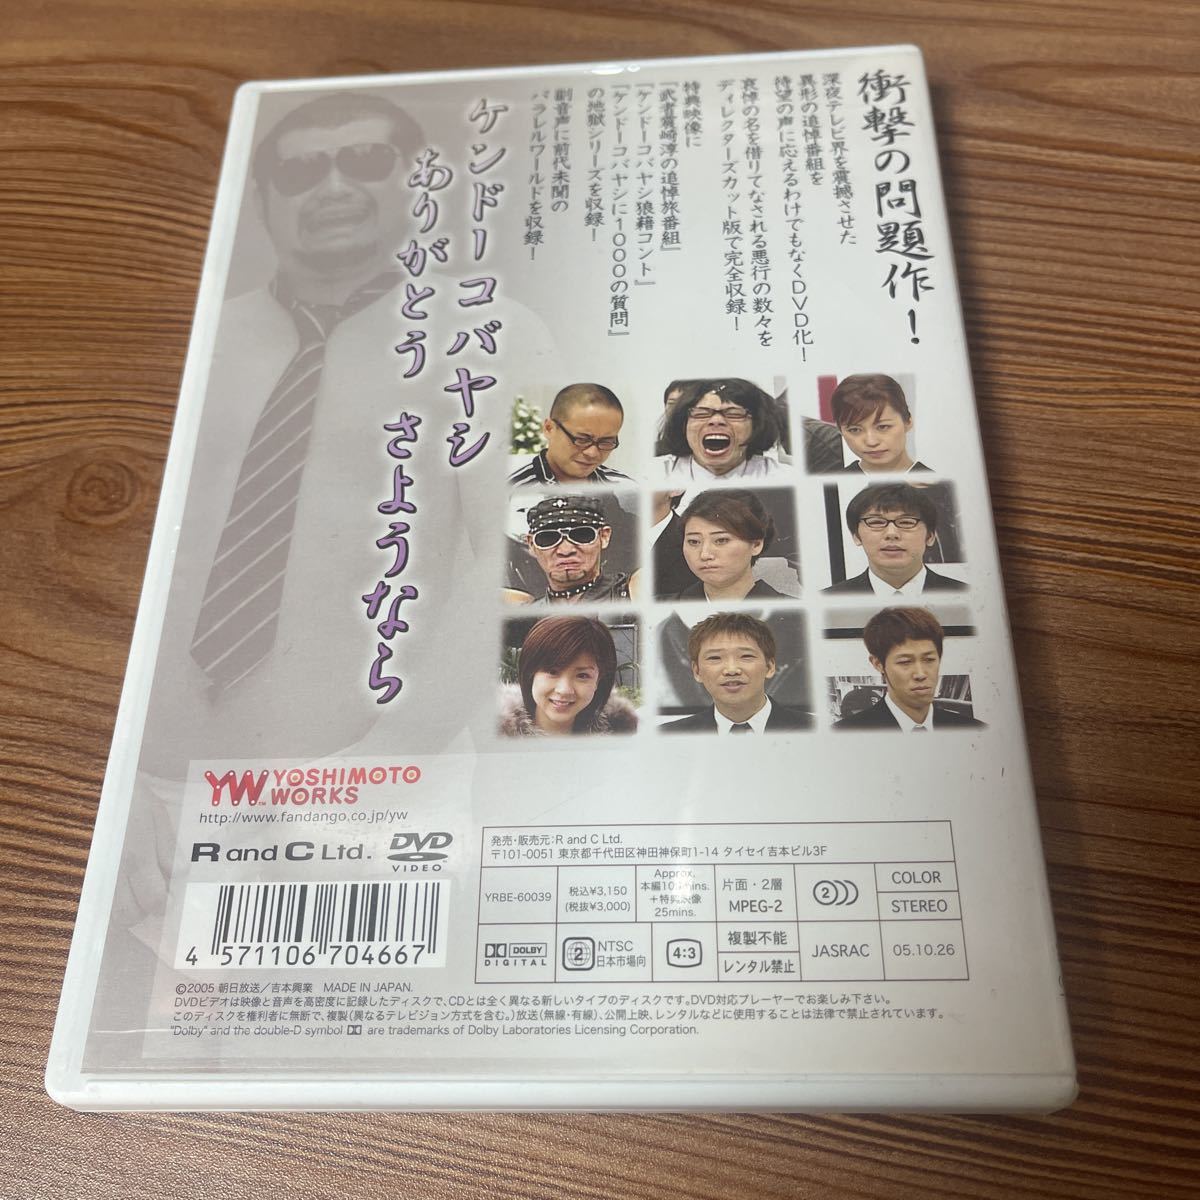 衝撃の問題作!
深夜テレビ界を震撼させた
異形の追悼番組を
待望の声に応えるわけでもなくDVD化!
哀悼の名を借りてなされる悪行の数々を
ディレクターズカット版で完全収録!
特典映像に
『武者震崎淳の追悼旅番組』
『ケンドーコバヤシ狼藉コント』
『ケンドーコバヤシに1000の質問』
の地獄シリーズを収録!
副音声に前代未聞の
パラレルワールドを収録!
ケンドーコバヤシ
ありがとう さようなら
YW™ YOSHIMOTO WORKS
http://www.fandango.co.jp/yw
R and C Ltd.
DVD VIDEO
4 571106 704667
発売・販売元:R and C Ltd.
〒101-0051 東京都千代田区神田神保町1-14 タイセイ吉本ビル3F
YRBE-60039
税込¥3,150
(税抜¥3,000)
Approx.
+特典映像
25mins.
片面・2層
MPEG-2
2
COLOR
STEREO
DOLBY
DIGITAL
2
NTSC
日本市場向
4:3
複製不能
レンタル禁止
JASRAC
05.10.26
©2005 朝日放送/吉本興業 MADE IN JAPAN.
DVDビデオは映像と音声を高密度に記録したディスクで、CDとは全く異なる新しいタイプのディスクです。DVD対応プレーヤーでお楽しみ下さい。
このディスクを権利者に無断で、複製(異なるテレビジョン方式を含む。)放送(無線・有線)、公開上映、レンタルなどに使用することは法律で禁止されています。
"Dolby" and the double-D symbol are trademarks of Dolby Laboratories Licensing Corporation.